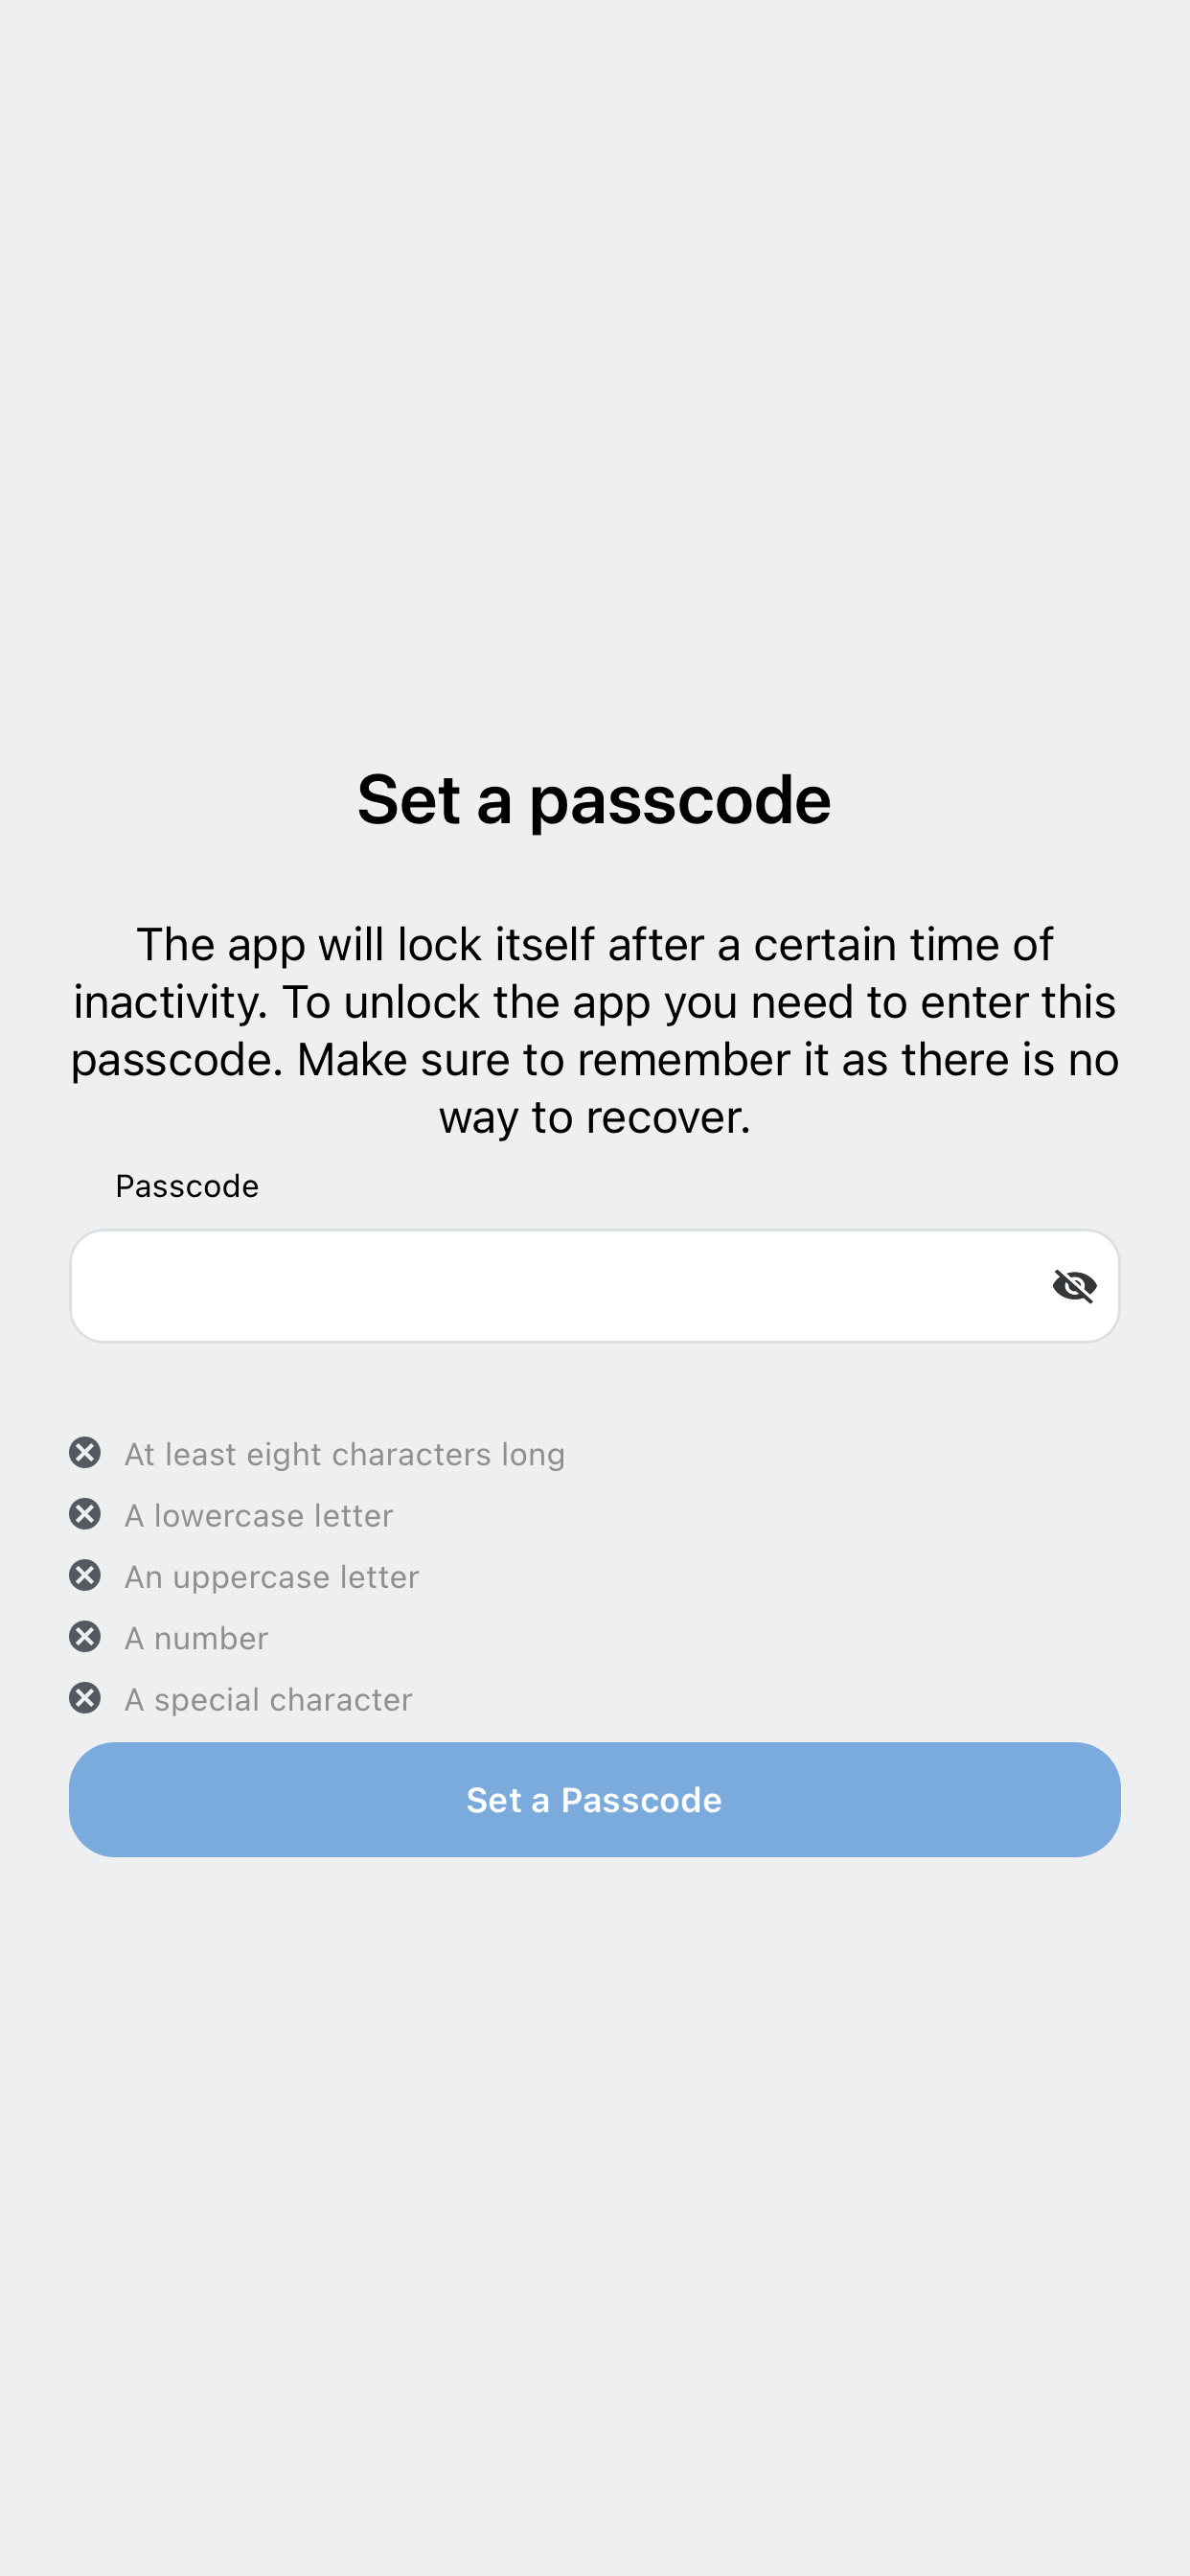 Set a passcode
The app will lock itself after a certain time of
inactivity. To unlock the app you need to enter this
passcode. Make sure to remember it as there is no
way to recover.
Passcode
At least eight characters long
A lowercase letter
An uppercase letter
A number
A special character
Set a Passcode